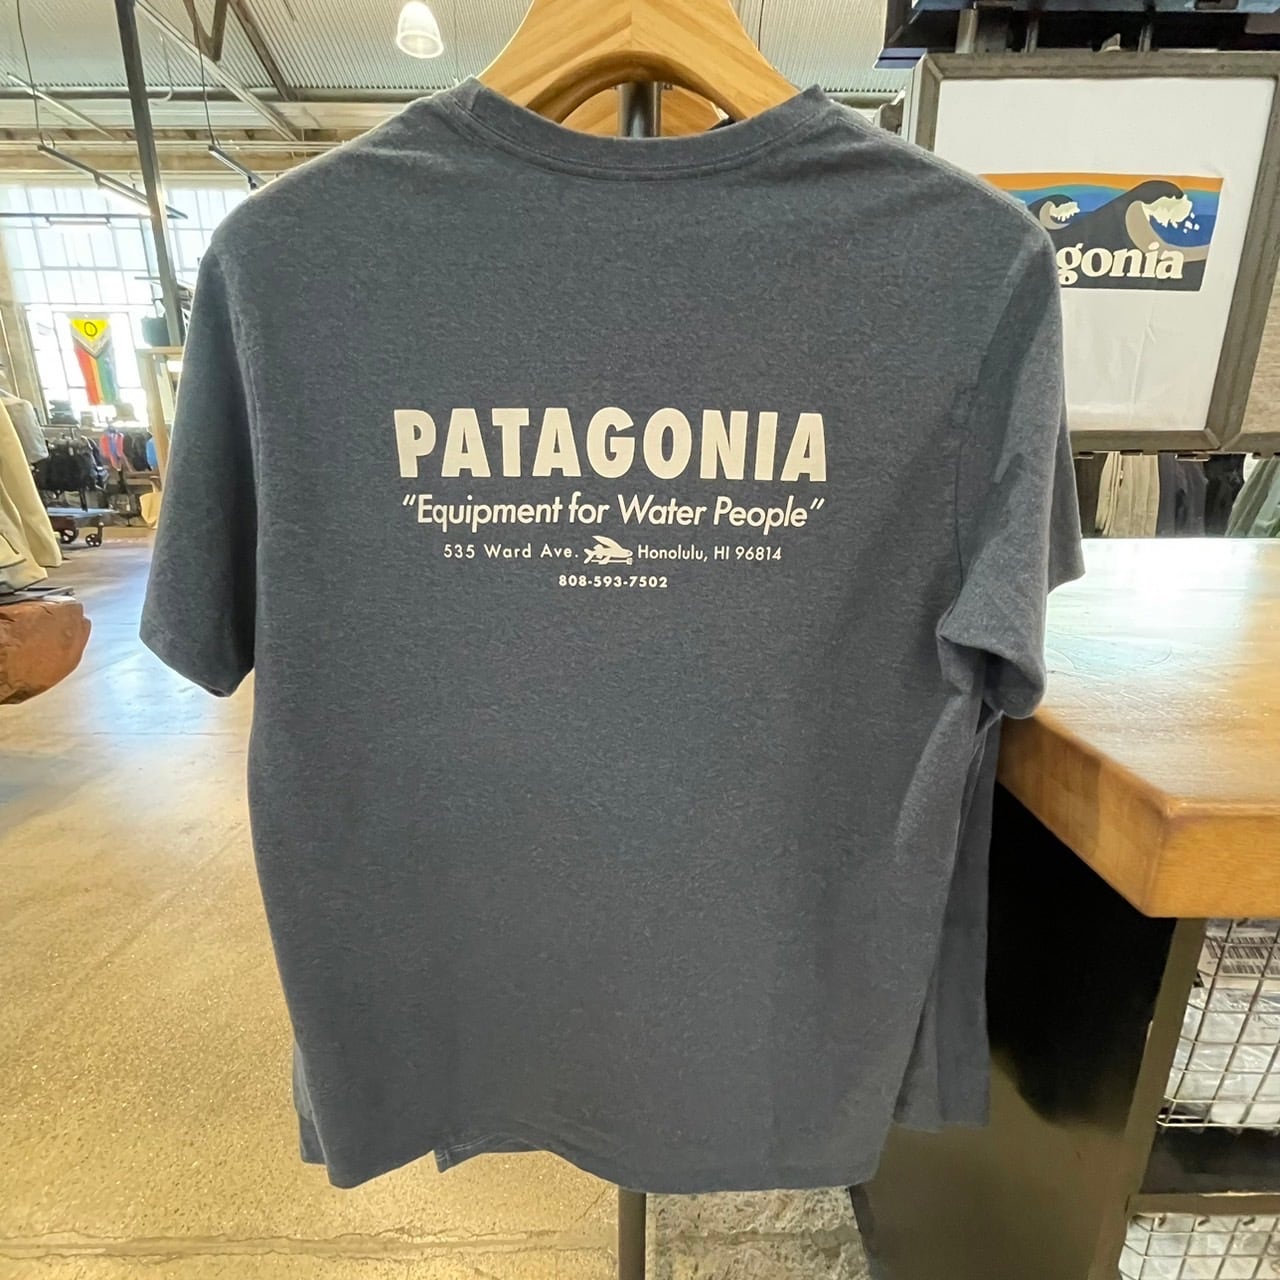 PATAGONIA
“Equipment for Water People”
535 Ward Ave. Honolulu, HI 96814
808-593-7502
gonia